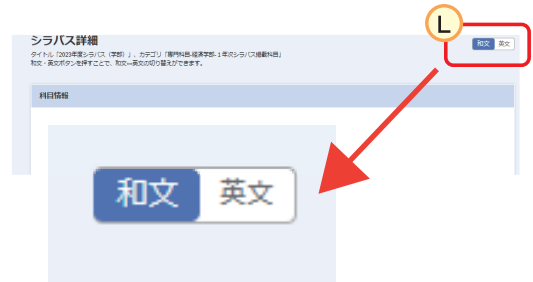 L
シラバス詳細
和文 英文
タイトル「2023年度シラバス（学部）」、カテゴリ「専門科目-経済学部-１年次シラバス掲載科目」
和文・英文ボタンを押すことで、和文⇔英文の切り替えができます。
科目情報
和文 英文